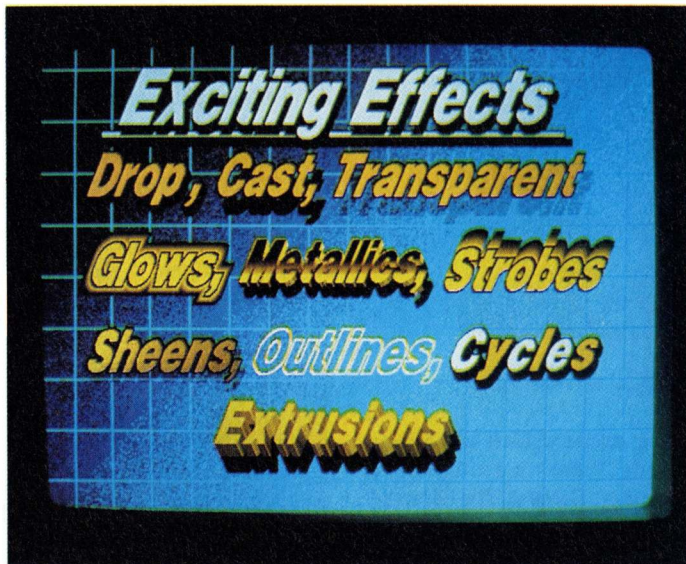 Exciting Effects
Drop, Cast, Transparent
Glows, Metallics, Strobes
Sheens, Outlines, Cycles
Extrusions